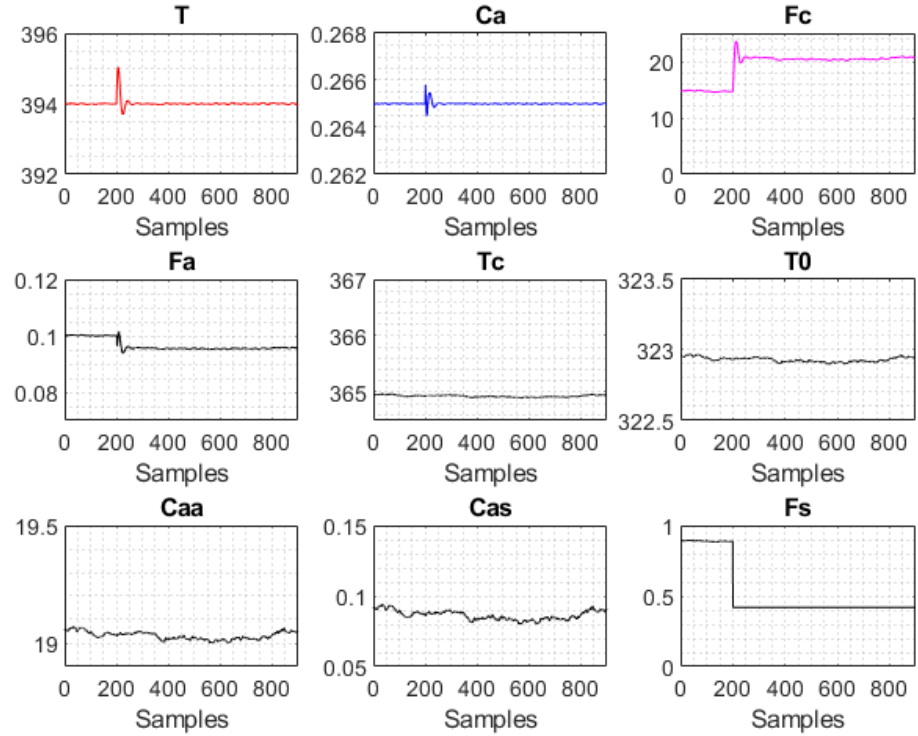 T
396
394
392
0 200 400 600 800
Samples
Ca
0.268
0.266
0.264
0.262
0 200 400 600 800
Samples
Fc
20
10
0
0 200 400 600 800
Samples
Fa
0.12
0.1
0.08
0 200 400 600 800
Samples
Tc
367
366
365
0 200 400 600 800
Samples
T0
323.5
323
322.5
0 200 400 600 800
Samples
Caa
19.5
19
0 200 400 600 800
Samples
Cas
0.15
0.1
0.05
0 200 400 600 800
Samples
Fs
1
0.5
0
0 200 400 600 800
Samples